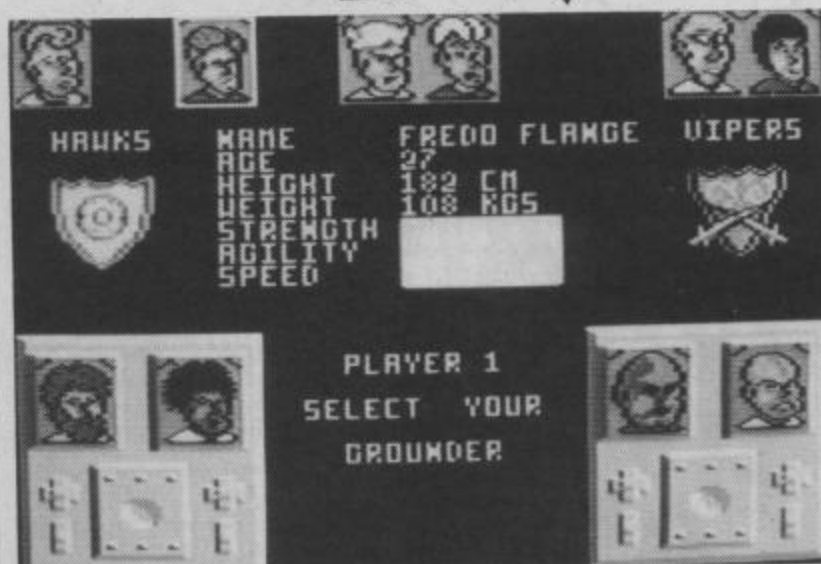 HAWKS
VIPERS
NAME FREDO FLANGE
AGE 27
HEIGHT 182 CM
WEIGHT 108 KGS
STRENGTH
AGILITY
SPEED
PLAYER 1
SELECT YOUR
GROUNDER